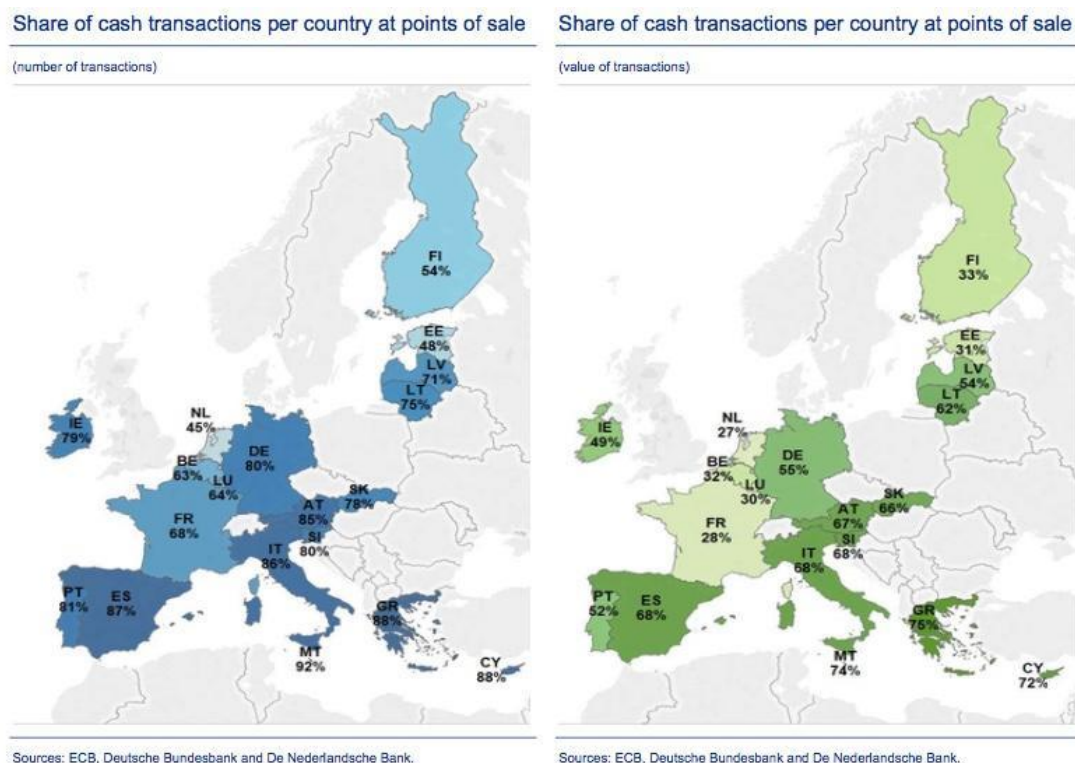 Share of cash transactions per country at points of sale
(number of transactions)
FI
54%
EE
48%
LV
71%
LT
75%
IE
79%
NL
45%
DE
80%
BE
63%
LU
64%
SK
78%
AT
85%
FR
68%
SI
80%
IT
86%
PT
81%
ES
87%
GR
88%
MT
92%
CY
88%
Sources: ECB, Deutsche Bundesbank and De Nederlandsche Bank.
Share of cash transactions per country at points of sale
(value of transactions)
FI
33%
EE
31%
LV
54%
LT
62%
IE
49%
NL
27%
DE
55%
BE
32%
LU
30%
SK
66%
AT
67%
FR
28%
SI
68%
IT
68%
PT
52%
ES
68%
GR
75%
MT
74%
CY
72%
Sources: ECB, Deutsche Bundesbank and De Nederlandsche Bank.